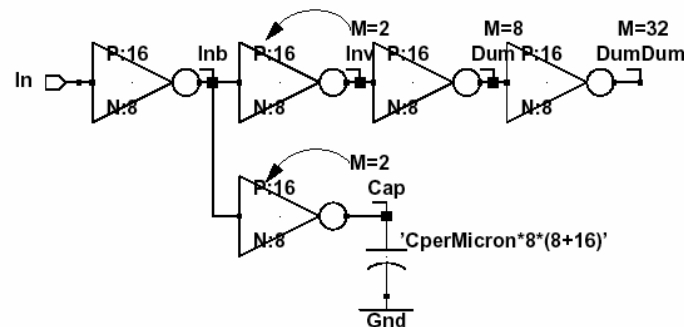 M=2
M=8
M=32
P:16
Inb
P:16
Inv
P:16
Dum
P:16
DumDum
In
N:8
N:8
N:8
N:8
M=2
P:16
Cap
N:8
'CperMicron*8*(8+16)'
Gnd